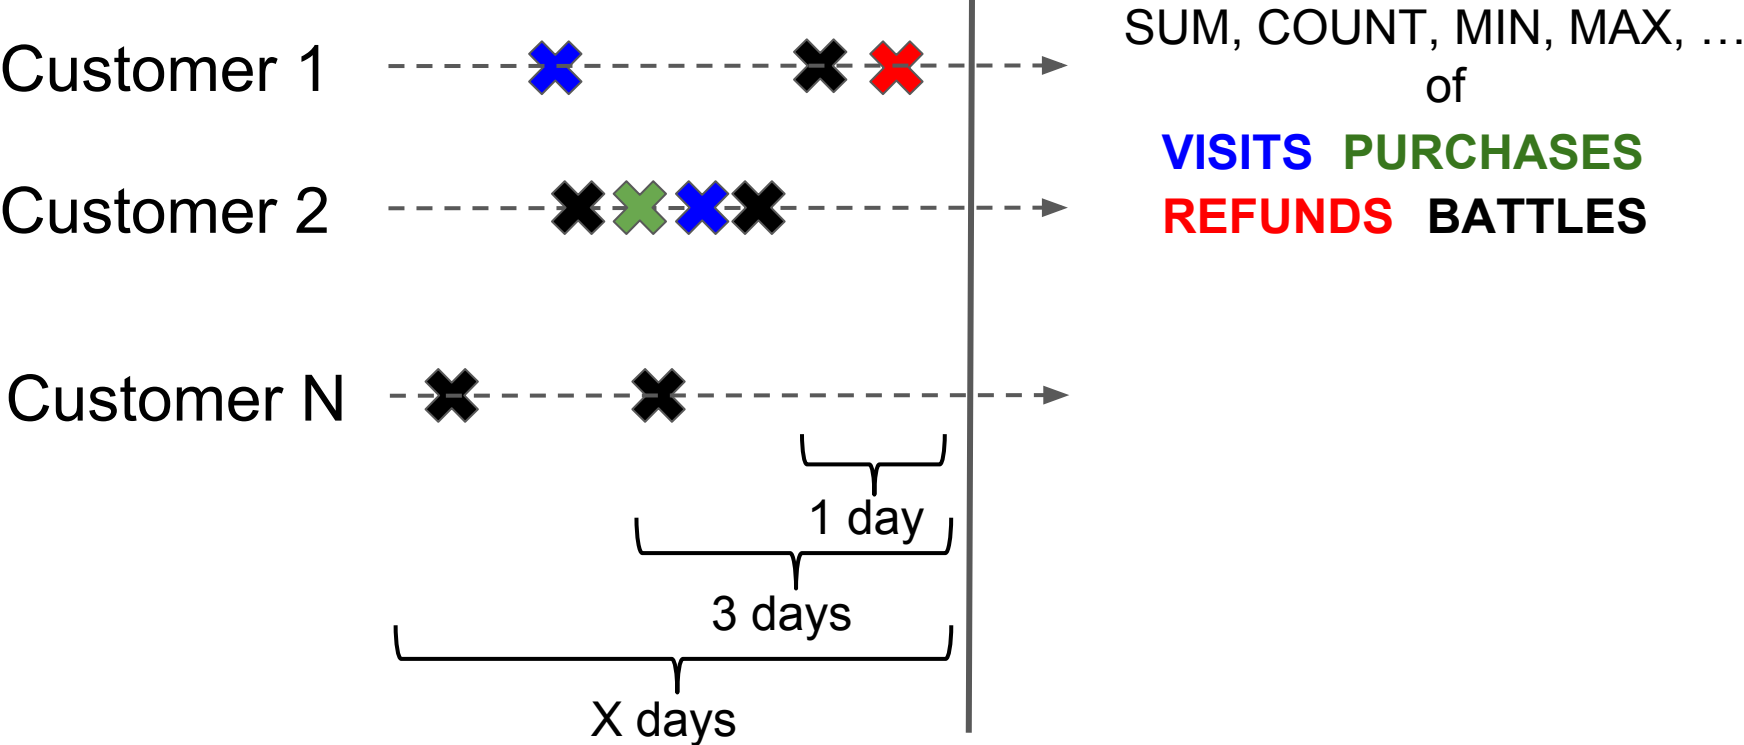 SUM, COUNT, MIN, MAX, …
of
VISITS PURCHASES
REFUNDS BATTLES
Customer 1
Customer 2
Customer N
1 day
3 days
X days